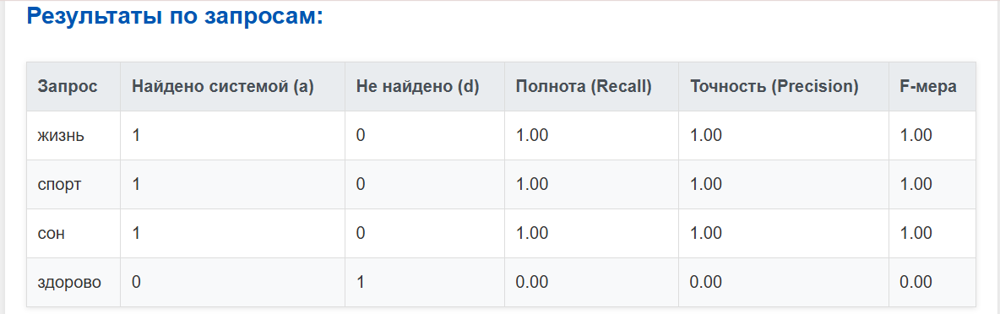 Результаты по запросам:
Запрос Найдено системой (a) Не найдено (d) Полнота (Recall) Точность (Precision) F-мера
жизнь 1 0 1.00 1.00 1.00
спорт 1 0 1.00 1.00 1.00
сон 1 0 1.00 1.00 1.00
здорово 0 1 0.00 0.00 0.00